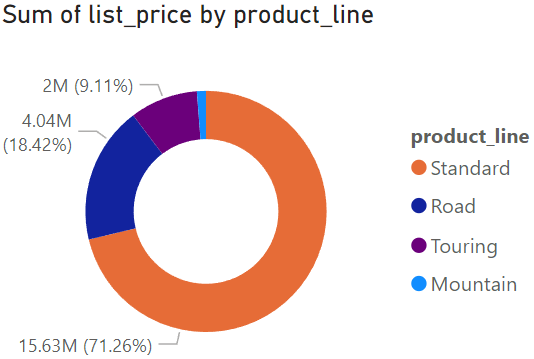 Sum of list_price by product_line
2M (9.11%)
4.04M
(18.42%)
15.63M (71.26%)
product_line
Standard
Road
Touring
Mountain